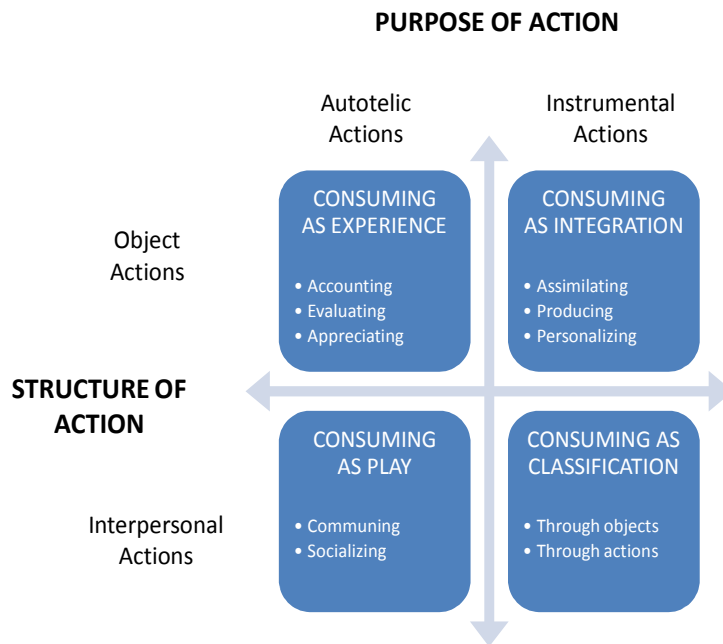 PURPOSE OF ACTION
Autotelic
Actions
Instrumental
Actions
Object
Actions
CONSUMING
AS EXPERIENCE
• Accounting
• Evaluating
• Appreciating
CONSUMING
AS INTEGRATION
• Assimilating
• Producing
• Personalizing
STRUCTURE OF
ACTION
Interpersonal
Actions
CONSUMING
AS PLAY
• Communing
• Socializing
CONSUMING AS
CLASSIFICATION
• Through objects
• Through actions